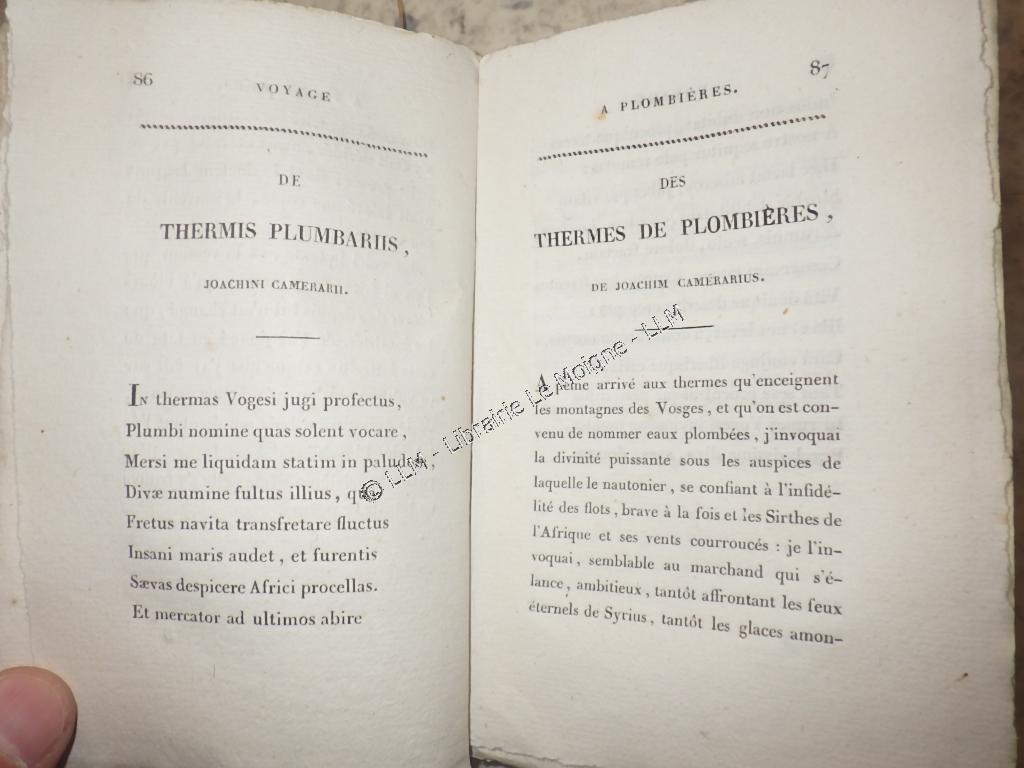 86
VOYAGE
DE
THERMIS PLUMBARIIS,
JOACHINI CAMERARII.
IN thermas Vogesi jugi profectus,
Plumbi nomine quas solent vocare,
Mersi me liquidam statim in paludem,
Divæ numine fultus illius, quâ
Fretus navita transfretare fluctus
Insani maris audet, et furentis
Sævas despicere Africi procellas.
Et mercator ad ultimos abire
87
A PLOMBIÈRES.
DES
THERMES DE PLOMBIÈRES,
DE JOACHIM CAMÉRARIUS.
A peine arrivé aux thermes qu'enceignent
les montagnes des Vosges, et qu'on est con-
venu de nommer eaux plombées, j'invoquai
la divinité puissante sous les auspices de
laquelle le nautonier, se confiant à l'infidé-
lité des flots, brave à la fois et les Sirthes de
l'Afrique et ses vents courroucés : je l'in-
voquai, semblable au marchand qui s'é-
lance, ambitieux, tantôt affrontant les feux
éternels de Syrius, tantôt les glaces amon-
© LLM - Librairie Le Moigne - LLM